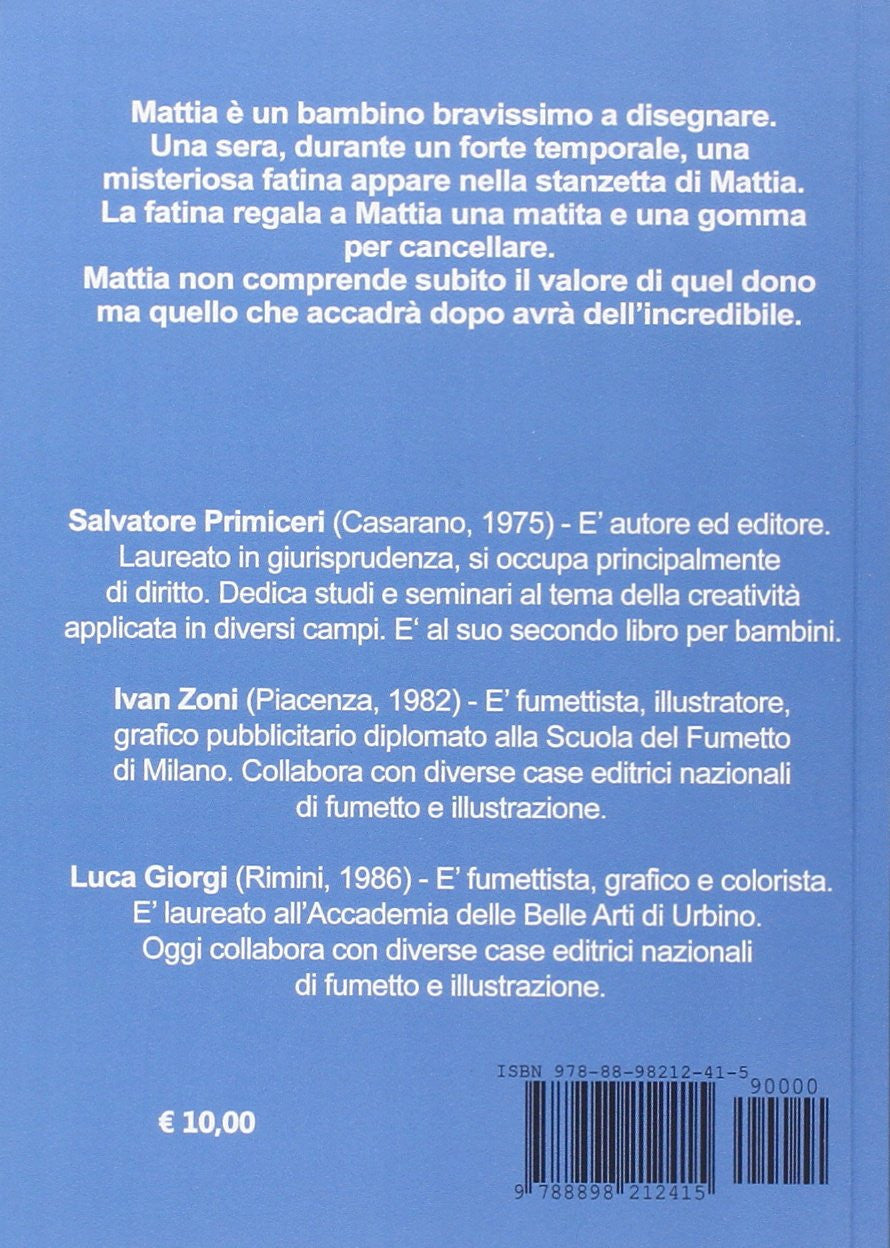 Mattia è un bambino bravissimo a disegnare.
Una sera, durante un forte temporale, una
misteriosa fatina appare nella stanzetta di Mattia.
La fatina regala a Mattia una matita e una gomma
per cancellare.
Mattia non comprende subito il valore di quel dono
ma quello che accadrà dopo avrà dell'incredibile.
Salvatore Primiceri (Casarano, 1975) - E' autore ed editore.
Laureato in giurisprudenza, si occupa principalmente
di diritto. Dedica studi e seminari al tema della creatività
applicata in diversi campi. E‘ al suo secondo libro per bambini.
Ivan Zoni (Piacenza, 1982) - E' fumettista, illustratore,
grafico pubblicitario diplomato alla Scuola del Fumetto
di Milano. Collabora con diverse case editrici nazionali
di fumetto e illustrazione.
Luca Giorgi (Rimini, 1986) - E' fumettista, grafico e colorista.
E' laureato all'Accademia delle Belle Arti di Urbino.
Oggi collabora con diverse case editrici nazionali
di fumetto e illustrazione.
ISBN 978-88-98212-41-5
90000
€ 10,00
9 788898 212415